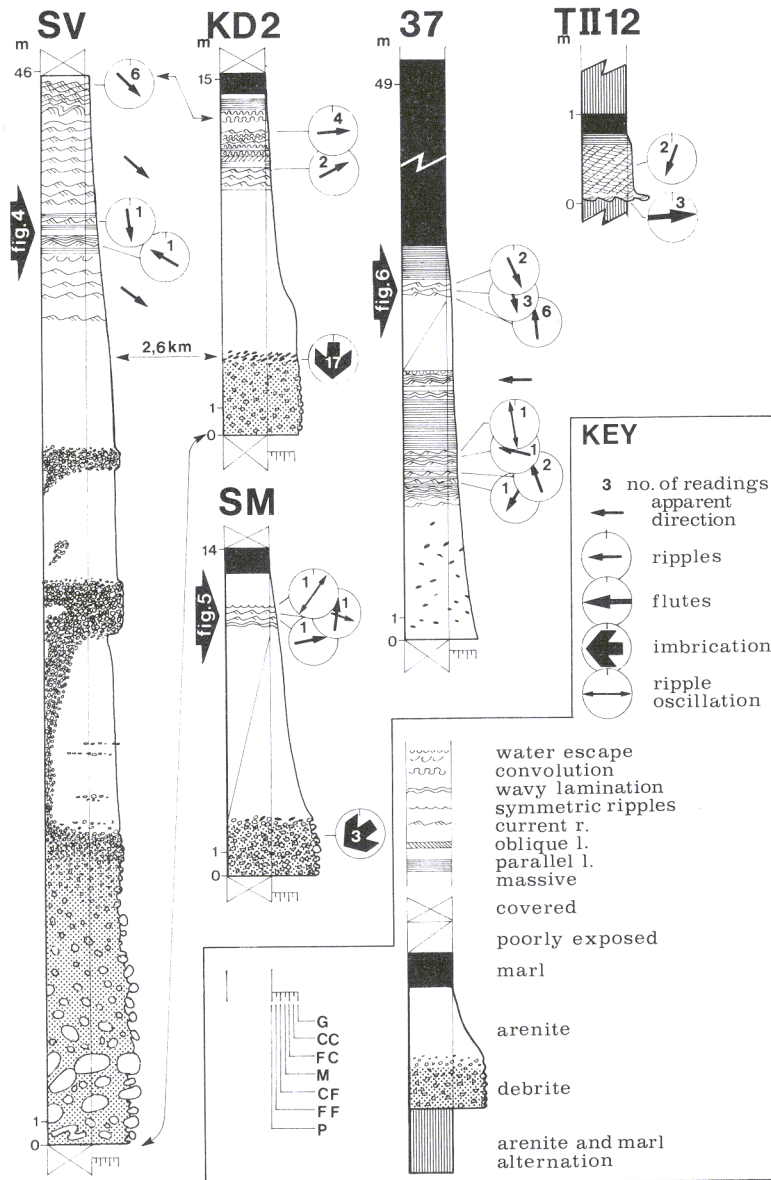 SV
m
46
6
1
1
fig.4
2,6km
1
0
KD2
m
15
4
2
17
1
0
SM
14
1
1
1
fig.5
3
1
0
37
m
49
2
3
6
fig.6
1
1
2
1
1
0
TII12
m
1
2
3
0
KEY
3 no. of readings
apparent
direction
ripples
flutes
imbrication
ripple
oscillation
water escape
convolution
wavy lamination
symmetric ripples
current r.
oblique l.
parallel l.
massive
covered
poorly exposed
marl
arenite
debrite
arenite and marl
alternation
G
CC
FC
M
CF
FF
P